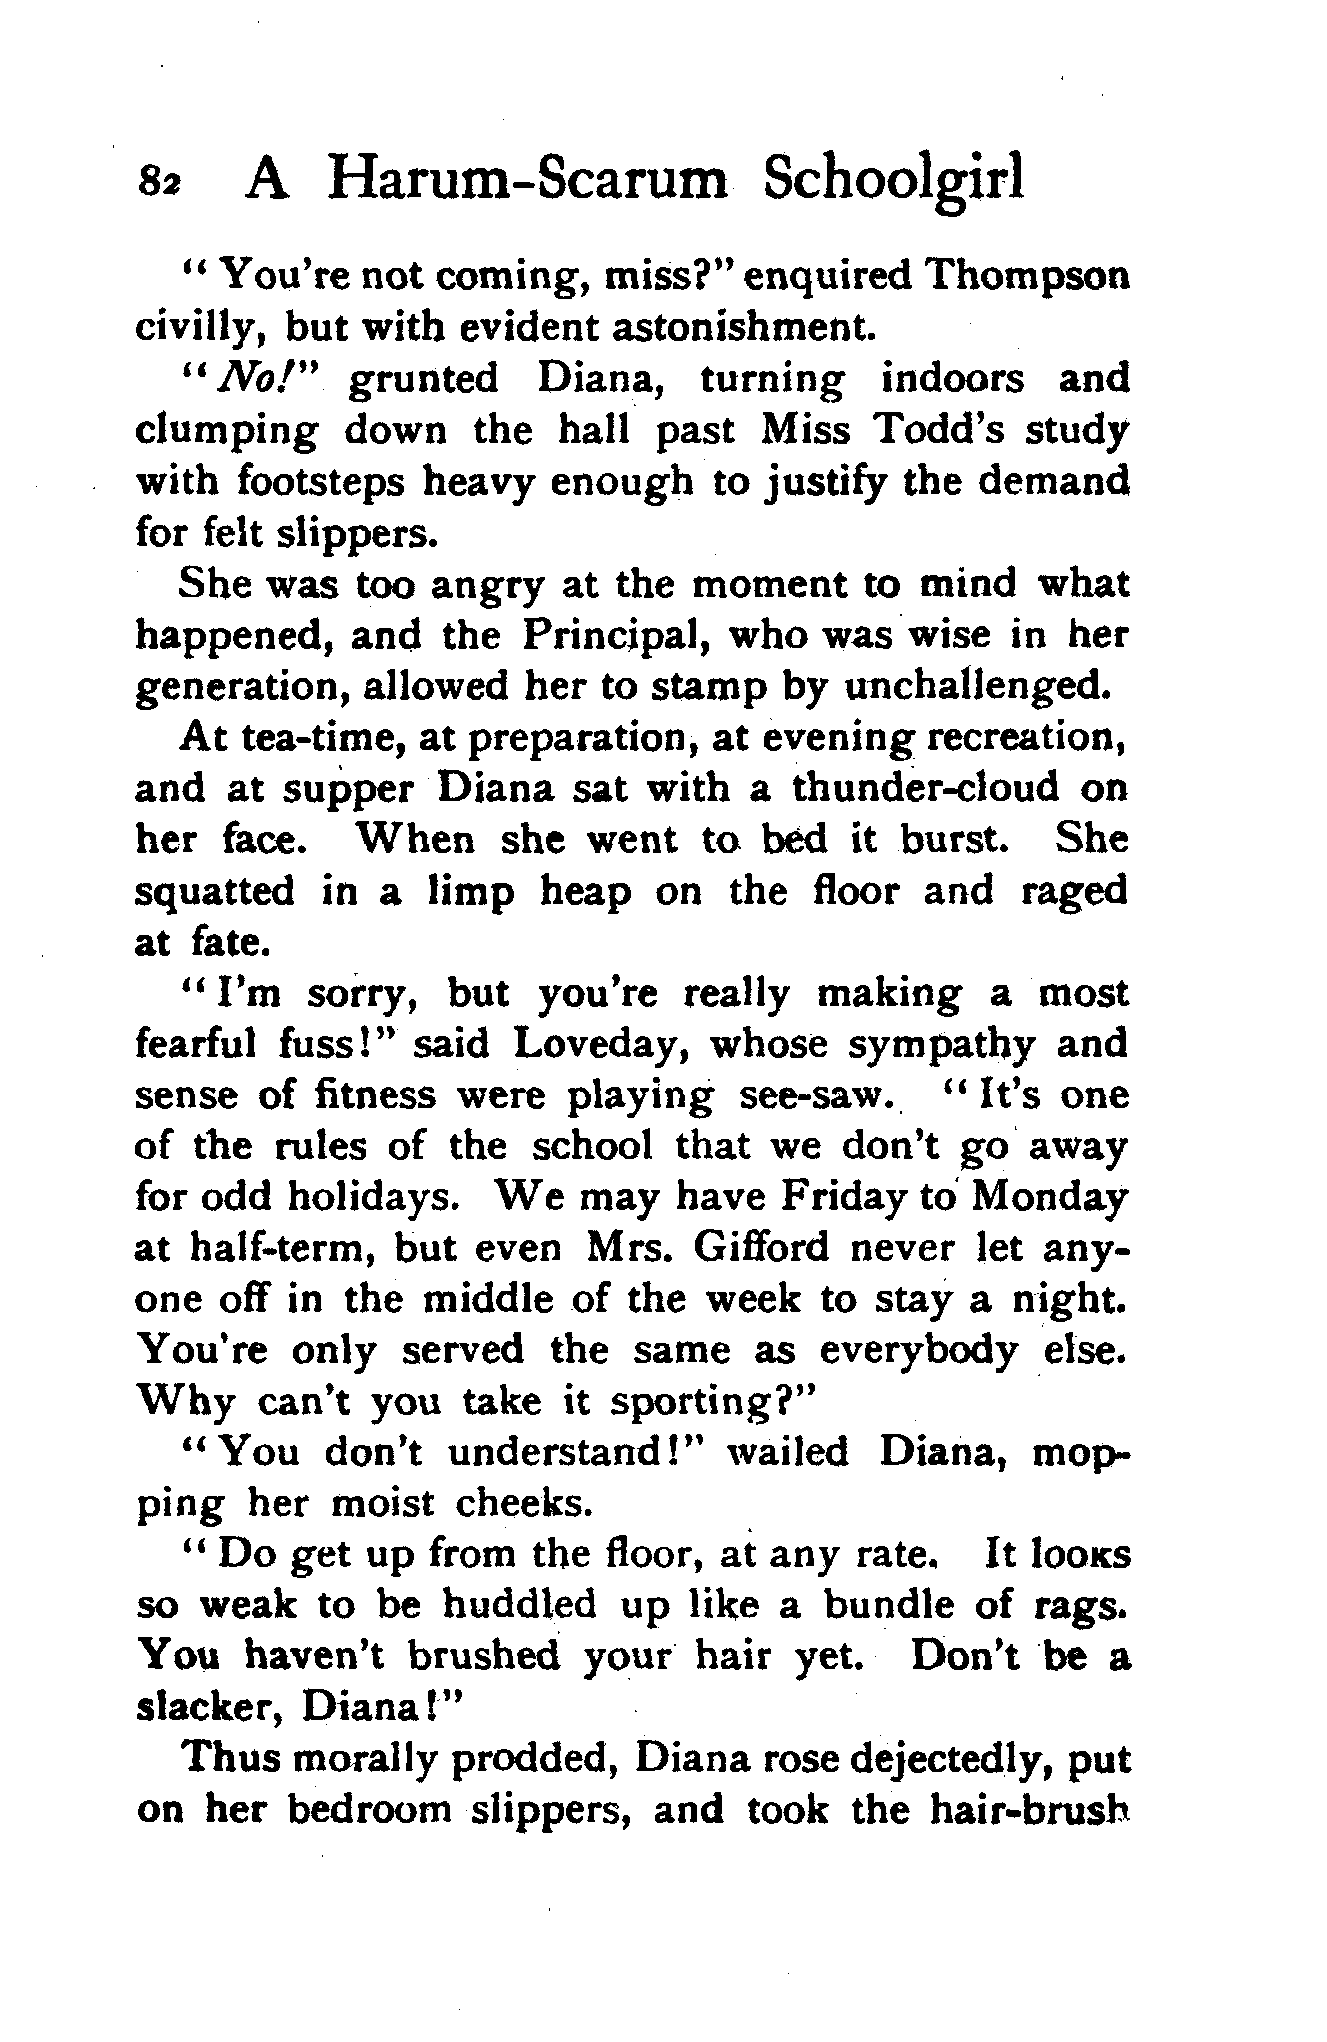 82 A Harum-Scarum Schoolgirl
"You're not coming, miss?" enquired Thompson
civilly, but with evident astonishment.
"No!" grunted Diana, turning indoors and
clumping down the hall past Miss Todd's study
with footsteps heavy enough to justify the demand
for felt slippers.
She was too angry at the moment to mind what
happened, and the Principal, who was wise in her
generation, allowed her to stamp by unchallenged.
At tea-time, at preparation, at evening recreation,
and at supper Diana sat with a thunder-cloud on
her face. When she went to bed it burst. She
squatted in a limp heap on the floor and raged
at fate.
"I'm sorry, but you're really making a most
fearful fuss!" said Loveday, whose sympathy and
sense of fitness were playing see-saw. "It's one
of the rules of the school that we don't go away
for odd holidays. We may have Friday to Monday
at half-term, but even Mrs. Gifford never let any-
one off in the middle of the week to stay a night.
You're only served the same as everybody else.
Why can't you take it sporting?"
"You don't understand!" wailed Diana, mop-
ping her moist cheeks.
"Do get up from the floor, at any rate. It looks
so weak to be huddled up like a bundle of rags.
You haven't brushed your hair yet. Don't be a
slacker, Diana!"
Thus morally prodded, Diana rose dejectedly, put
on her bedroom slippers, and took the hair-brush